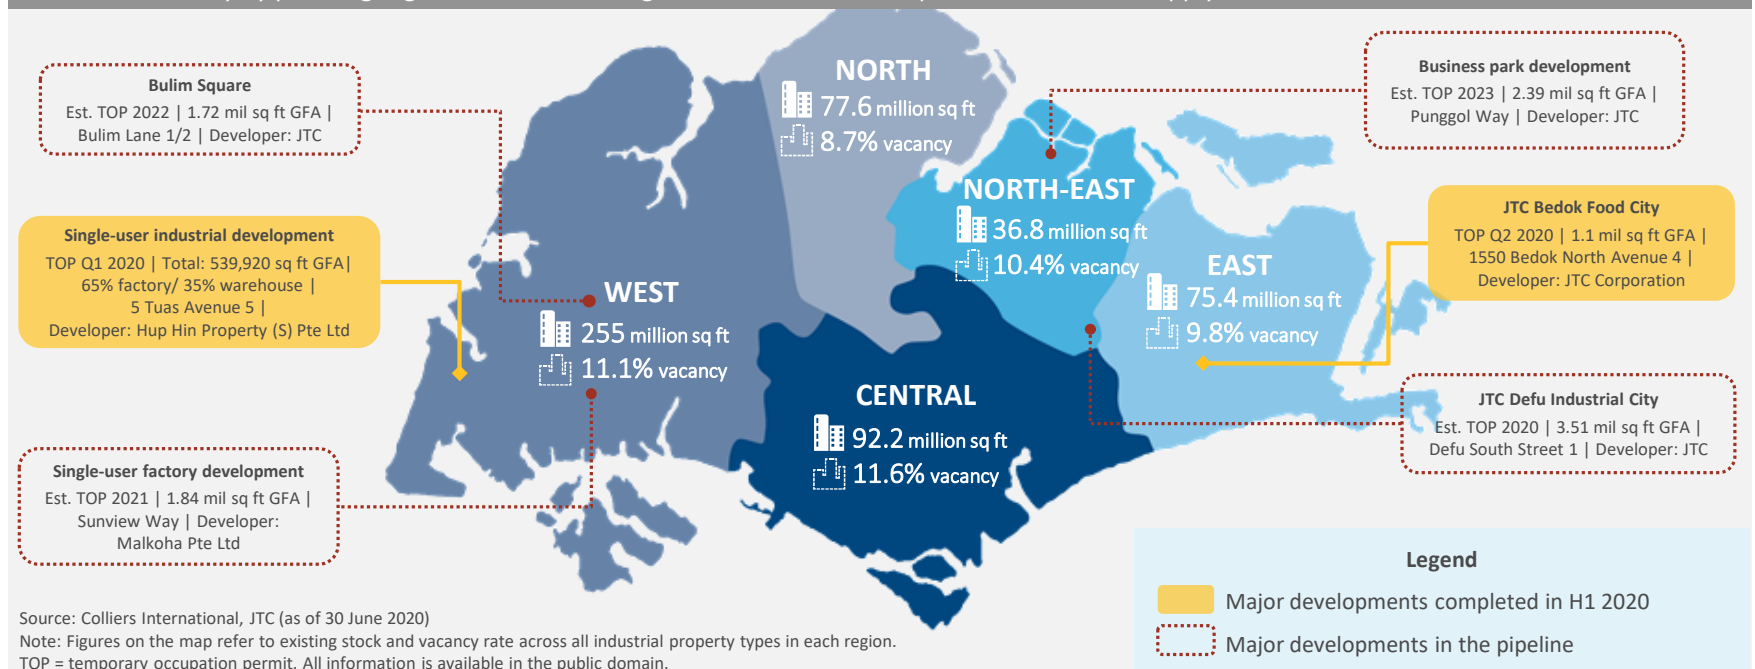 Bulim Square
Est. TOP 2022 | 1.72 mil sq ft GFA |
Bulim Lane 1/2 | Developer: JTC
Single-user industrial development
TOP Q1 2020 | Total: 539,920 sq ft GFA|
65% factory/ 35% warehouse |
5 Tuas Avenue 5 |
Developer: Hup Hin Property (S) Pte Ltd
Single-user factory development
Est. TOP 2021 | 1.84 mil sq ft GFA |
Sunview Way | Developer:
Malkoha Pte Ltd
NORTH
77.6 million sq ft
8.7% vacancy
NORTH-EAST
36.8 million sq ft
10.4% vacancy
EAST
75.4 million sq ft
9.8% vacancy
WEST
255 million sq ft
11.1% vacancy
CENTRAL
92.2 million sq ft
11.6% vacancy
Business park development
Est. TOP 2023 | 2.39 mil sq ft GFA |
Punggol Way | Developer: JTC
JTC Bedok Food City
TOP Q2 2020 | 1.1 mil sq ft GFA |
1550 Bedok North Avenue 4 |
Developer: JTC Corporation
JTC Defu Industrial City
Est. TOP 2020 | 3.51 mil sq ft GFA |
Defu South Street 1 | Developer: JTC
Legend
Major developments completed in H1 2020
Major developments in the pipeline
Source: Colliers International, JTC (as of 30 June 2020)
Note: Figures on the map refer to existing stock and vacancy rate across all industrial property types in each region.
TOP = temporary occupation permit. All information is available in the public domain.